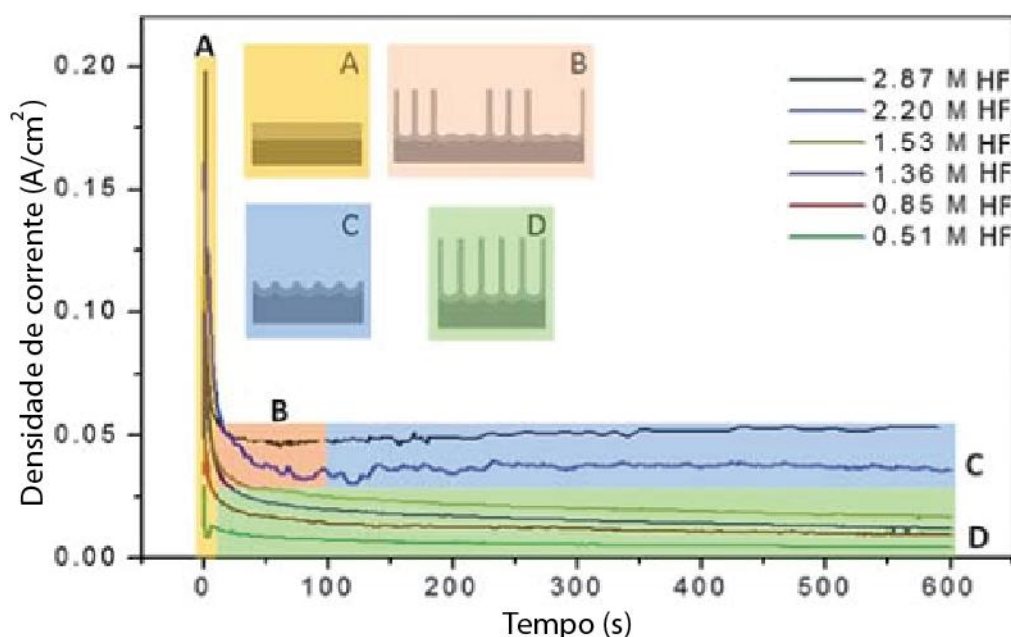 A
A
B
C
D
2.87 M HF
2.20 M HF
1.53 M HF
1.36 M HF
0.85 M HF
0.51 M HF
0.20
0.15
0.10
0.05
0.00
B
C
D
0
100
200
300
400
500
600
Densidade de corrente (A/cm²)
Tempo (s)